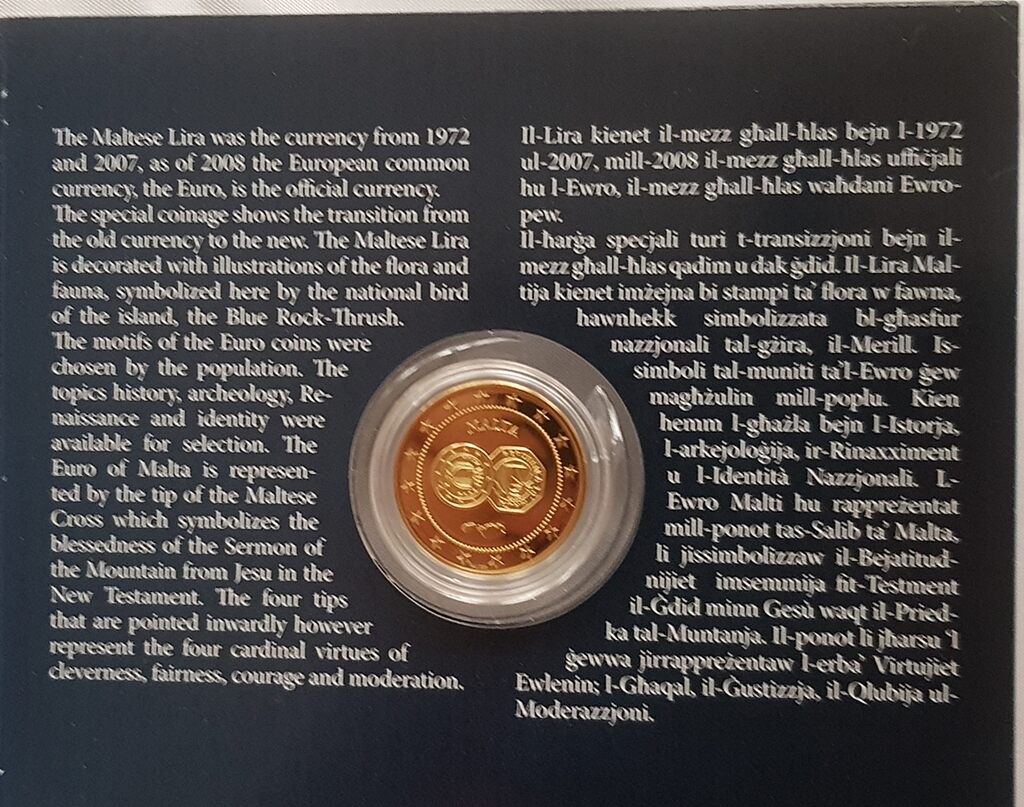 The Maltese Lira was the currency from 1972
and 2007, as of 2008 the European common
currency, the Euro, is the official currency.
The special coinage shows the transition from
the old currency to the new. The Maltese Lira
is decorated with illustrations of the flora and
fauna, symbolized here by the national bird
of the island, the Blue Rock-Thrush.
The motifs of the Euro coins were
chosen by the population. The
topics history, archeology, Re-
naissance and identity were
available for selection. The
Euro of Malta is represen-
ted by the tip of the Maltese
Cross which symbolizes the
blessedness of the Sermon of
the Mountain from Jesu in the
New Testament. The four tips
that are pointed inwardly however
represent the four cardinal virtues of
cleverness, fairness, courage and moderation.
MALTA
Il-Lira kienet il-mezz għall-ħlas bejn l-1972
ul-2007, mill-2008 il-mezz għall-ħlas uffiċjali
hu l-Ewro, il-mezz għall-ħlas waħdani Ewro-
pew.
Il-ħarġa speċjali turi t-transizzjoni bejn il-
mezz għall-ħlas qadim u dak ġdid. Il-Lira Mal-
tija kienet imżejna bi stampi ta' flora w fawna,
hawnhekk simbolizzata bl-għasfur
nazzjonali tal-gżira, il-Merill. Is-
simboli tal-muniti ta'l-Ewro ġew
magħżulin mill-poplu. Kien
hemm l-għażla bejn l-Istorja,
l-arkejoloġija, ir-Rinaxximent
u l-Identità Nazzjonali. L-
Ewro Malti hu rappreżentat
mill-ponot tas-Salib ta' Malta,
li jissimbolizzaw il-Bejatitud-
nijiet imsemmija fit-Testment
il-Ġdid minn Ġesù waqt il-Pried-
ka tal-Muntanja. Il-ponot li jħarsu 'l
ġewwa jirrappreżentaw l-erba' Virtujiet
Ewlenin; l-Għaqal, il-Ġustizzja, il-Qlubija ul-
Moderazzjoni.